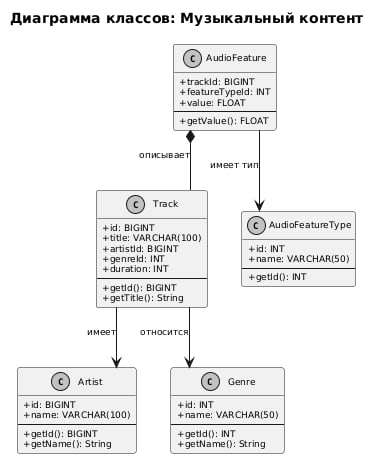 Диаграмма классов: Музыкальный контент
C AudioFeature
+trackId: BIGINT
+featureTypeId: INT
+value: FLOAT
+getValue(): FLOAT
описывает
имеет тип
C Track
+id: BIGINT
+title: VARCHAR(100)
+artistId: BIGINT
+genreId: INT
+duration: INT
+getId(): BIGINT
+getTitle(): String
C AudioFeatureType
+id: INT
+name: VARCHAR(50)
+getId(): INT
имеет
относится
C Artist
+id: BIGINT
+name: VARCHAR(100)
+getId(): BIGINT
+getName(): String
C Genre
+id: INT
+name: VARCHAR(50)
+getId(): INT
+getName(): String